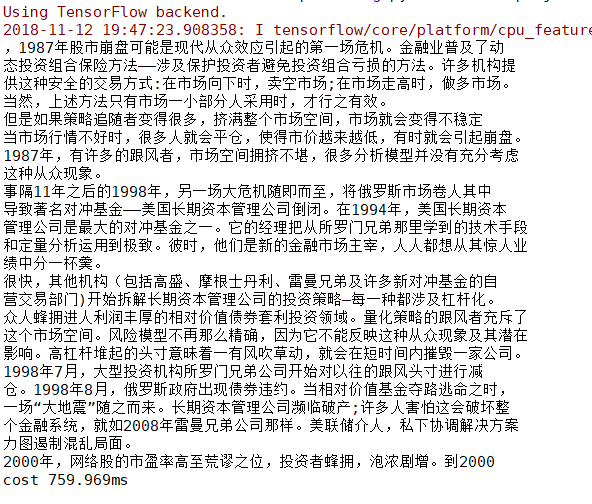 Using TensorFlow backend.
2018-11-12 19:47:23.908358: I tensorflow/core/platform/cpu_feature
，1987年股市崩盘可能是现代从众效应引起的第一场危机。金融业普及了动
态投资组合保险方法——涉及保护投资者避免投资组合亏损的方法。许多机构提
供这种安全的交易方式:在市场向下时，卖空市场;在市场走高时，做多市场。
当然，上述方法只有市场一小部分人采用时，才行之有效。
但是如果策略追随者变得很多，挤满整个市场空间，市场就会变得不稳定
当市场行情不好时，很多人就会平仓，使得市价越来越低，有时就会引起崩盘。
1987年，有许多的跟风者，市场空间拥挤不堪，很多分析模型并没有充分考虑
这种从众现象。
事隔11年之后的1998年，另一场大危机随即而至，将俄罗斯市场卷人其中
导致著名对冲基金——美国长期资本管理公司倒闭。在1994年，美国长期资本
管理公司是最大的对冲基金之一。它的经理把从所罗门兄弟那里学到的技术手段
和定量分析运用到极致。彼时，他们是新的金融市场主宰，人人都想从其惊人业
绩中分一杯羹。
很快，其他机构（包括高盛、摩根士丹利、雷曼兄弟及许多新对冲基金的自
营交易部门)开始拆解长期资本管理公司的投资策略—每一种都涉及杠杆化。
众人蜂拥进人利润丰厚的相对价值债券套利投资领域。量化策略的跟风者充斥了
这个市场空间。风险模型不再那么精确，因为它不能反映这种从众现象及其潜在
影响。高杠杆堆起的头寸意昧着一有风吹草动，就会在短时间内摧毁一家公司。
1998年7月，大型投资机构所罗门兄弟公司开始对以往的跟风头寸进行减
仓。1998年8月，俄罗斯政府出现债券违约。当相对价值基金夺路逃命之时，
一场“大地震”随之而来。长期资本管理公司濒临破产;许多人害怕这会破坏整
个金融系统，就如2008年雷曼兄弟公司那样。美联储介人，私下协调解决方案
力图遏制混乱局面。
2000年，网络股的市盈率高至荒谬之位，投资者蜂拥，泡浓剧增。到2000
cost 759.969ms